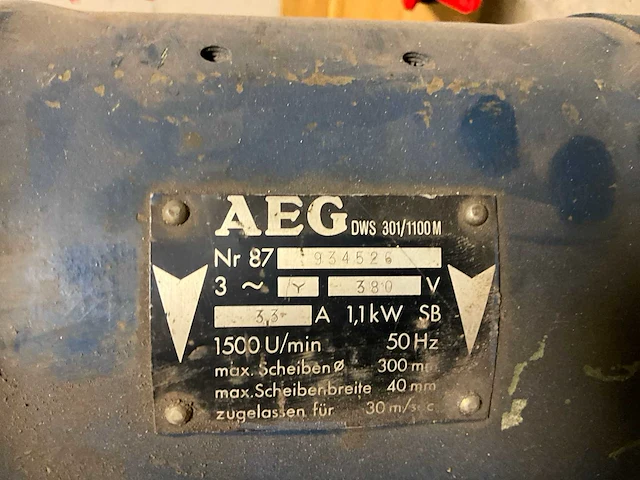 AEG DWS 301/1100 M
Nr 87 934526
3 ~ Y 380 V
3,3 A 1,1 kW SB
1500 U/min 50 Hz
max. Scheiben Ø 300 mm
max. Scheibenbreite 40 mm
zugelassen für 30 m/sec